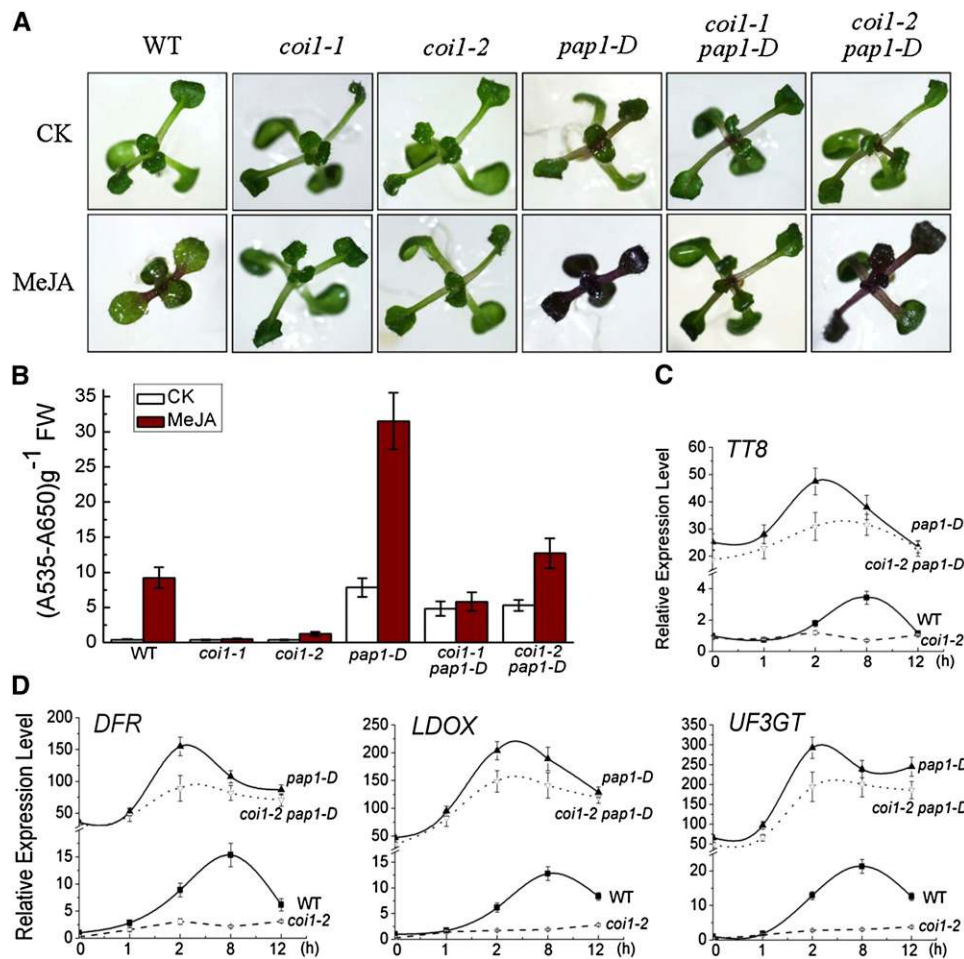 A
WT coi1-1 coi1-2 pap1-D coi1-1 pap1-D coi1-2 pap1-D
CK
MeJA
B
CK
MeJA
(A535-A650)g-1 FW
35
30
25
20
15
10
5
0
WT coi1-1 coi1-2 pap1-D coi1-1 pap1-D coi1-2 pap1-D
C
TT8
Relative Expression Level
60
50
40
30
20
4
2
0
pap1-D
coi1-2 pap1-D
WT
coi1-2
0 1 2 8 12 (h)
D
DFR
Relative Expression Level
200
150
100
50
15
10
5
0
pap1-D
coi1-2 pap1-D
WT
coi1-2
0 1 2 8 12 (h)
LDOX
250
200
150
100
50
15
10
5
0
pap1-D
coi1-2 pap1-D
WT
coi1-2
0 1 2 8 12 (h)
UF3GT
350
300
250
200
150
100
50
25
20
15
10
5
0
pap1-D
coi1-2 pap1-D
WT
coi1-2
0 1 2 8 12 (h)